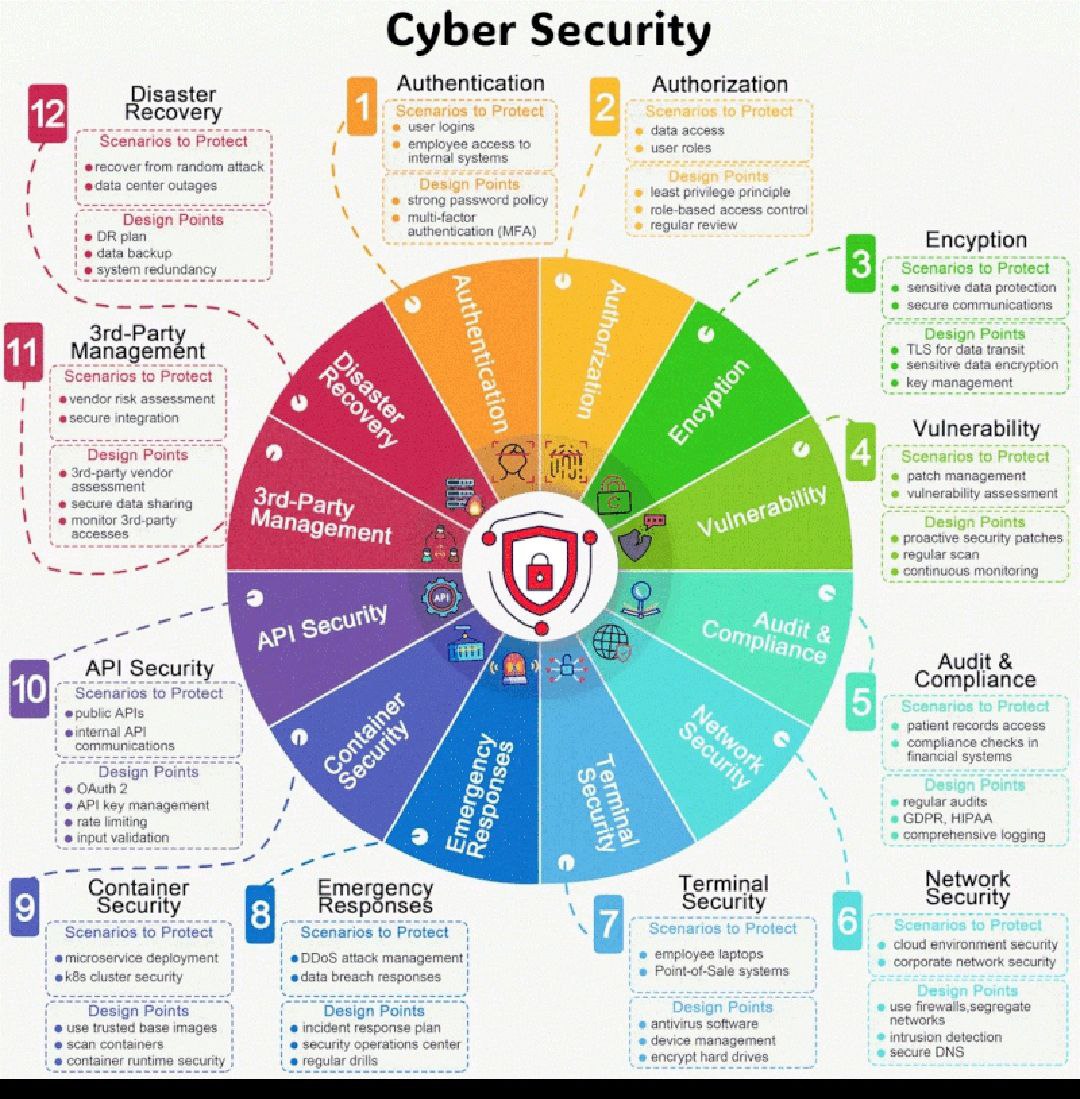 Cyber Security
12
Disaster
Recovery
Scenarios to Protect
recover from random attack
data center outages
Design Points
DR plan
data backup
system redundancy
1
Authentication
Scenarios to Protect
user logins
employee access to
internal systems
Design Points
strong password policy
multi-factor
authentication (MFA)
2
Authorization
Scenarios to Protect
data access
user roles
Design Points
least privilege principle
role-based access control
regular review
3
Encyption
Scenarios to Protect
sensitive data protection
secure communications
Design Points
TLS for data transit
sensitive data encryption
key management
11
3rd-Party
Management
Scenarios to Protect
vendor risk assessment
secure integration
Design Points
3rd-party vendor
assessment
secure data sharing
monitor 3rd-party
accesses
4
Vulnerability
Scenarios to Protect
patch management
vulnerability assessment
Design Points
proactive security patches
regular scan
continuous monitoring
Authentication
Authorization
Encyption
Vulnerability
Audit &
Compliance
Network
Security
Terminal
Security
Emergency
Responses
Container
Security
API Security
3rd-Party
Management
Disaster
Recovery
API
10
API Security
Scenarios to Protect
public APIs
internal API
communications
Design Points
OAuth 2
API key management
rate limiting
input validation
5
Audit &
Compliance
Scenarios to Protect
patient records access
compliance checks in
financial systems
Design Points
regular audits
GDPR, HIPAA
comprehensive logging
9
Container
Security
Scenarios to Protect
microservice deployment
k8s cluster security
Design Points
use trusted base images
scan containers
container runtime security
8
Emergency
Responses
Scenarios to Protect
DDoS attack management
data breach responses
Design Points
incident response plan
security operations center
regular drills
7
Terminal
Security
Scenarios to Protect
employee laptops
Point-of-Sale systems
Design Points
antivirus software
device management
encrypt hard drives
6
Network
Security
Scenarios to Protect
cloud environment security
corporate network security
Design Points
use firewalls,segregate
networks
intrusion detection
secure DNS